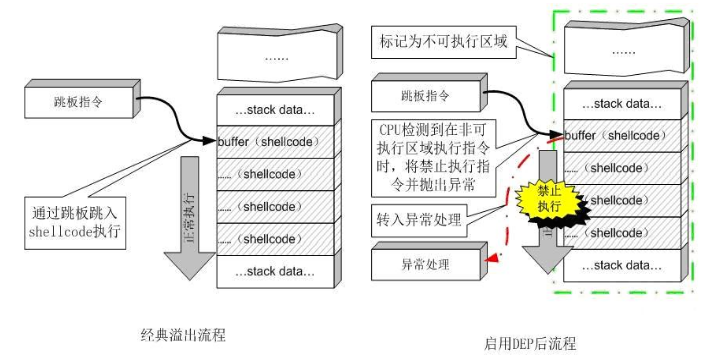 ……
跳板指令
…stack data…
buffer（shellcode）
……（shellcode）
……（shellcode）
……（shellcode）
…stack data…
通过跳板跳入
shellcode执行
正常执行
经典溢出流程
标记为不可执行区域
……
跳板指令
…stack data…
CPU检测到在非可
执行区域执行指令
时，将禁止执行指
令并抛出异常
buffer（shellcode）
……（shellcode）
……（shellcode）
……（shellcode）
…stack data…
禁止
执行
转入异常处理
异常处理
启用DEP后流程